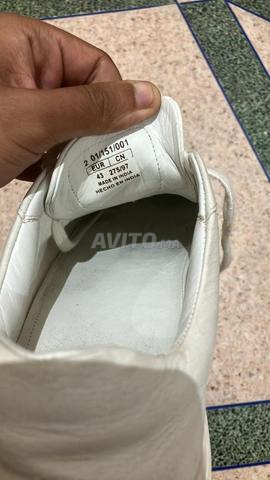 2 01/151/001
EUR CN
43 275/97
MADE IN INDIA
HECHO EN INDIA
AVITO.ma